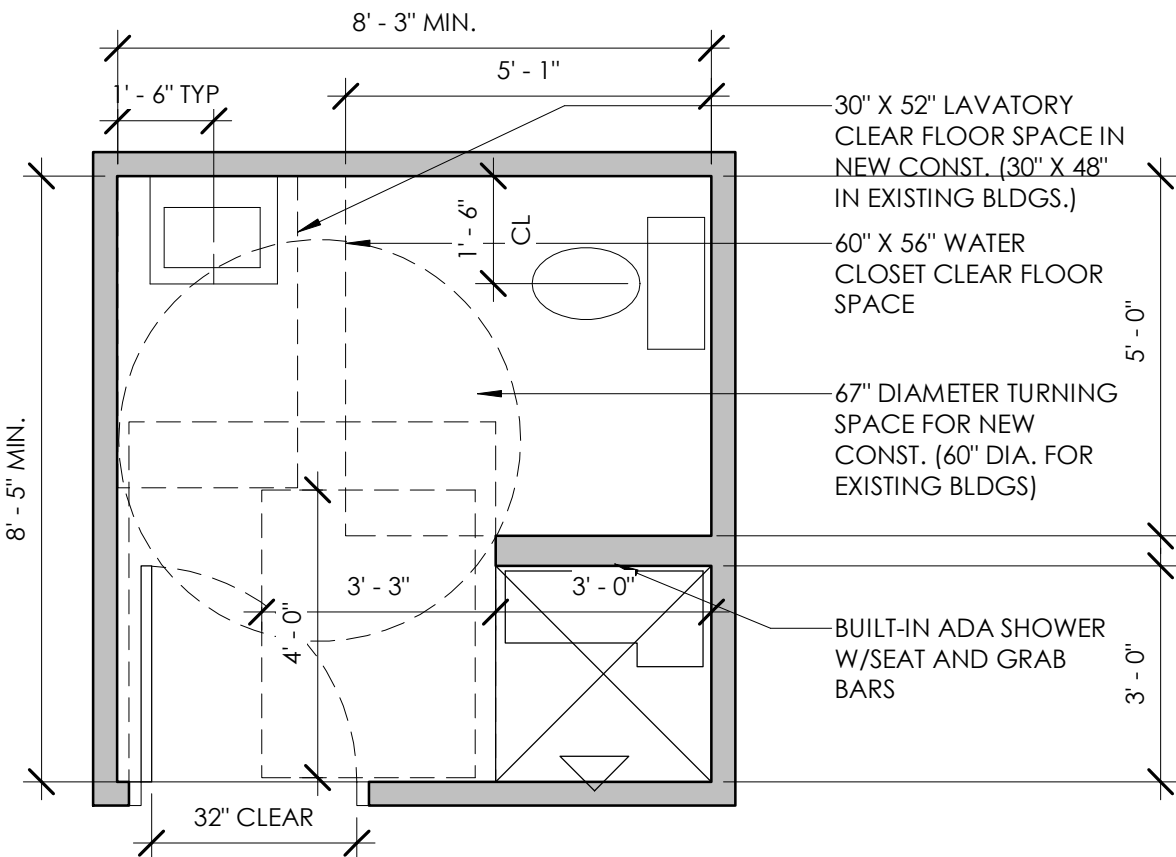 8' - 3" MIN.
5' - 1"
1' - 6" TYP
30" X 52" LAVATORY
CLEAR FLOOR SPACE IN
NEW CONST. (30" X 48"
IN EXISTING BLDGS.)
1' - 6"
CL
60" X 56" WATER
CLOSET CLEAR FLOOR
SPACE
5' - 0"
67" DIAMETER TURNING
SPACE FOR NEW
CONST. (60" DIA. FOR
EXISTING BLDGS)
8' - 5" MIN.
3' - 3"
3' - 0"
4' - 0"
BUILT-IN ADA SHOWER
W/SEAT AND GRAB
BARS
3' - 0"
32" CLEAR